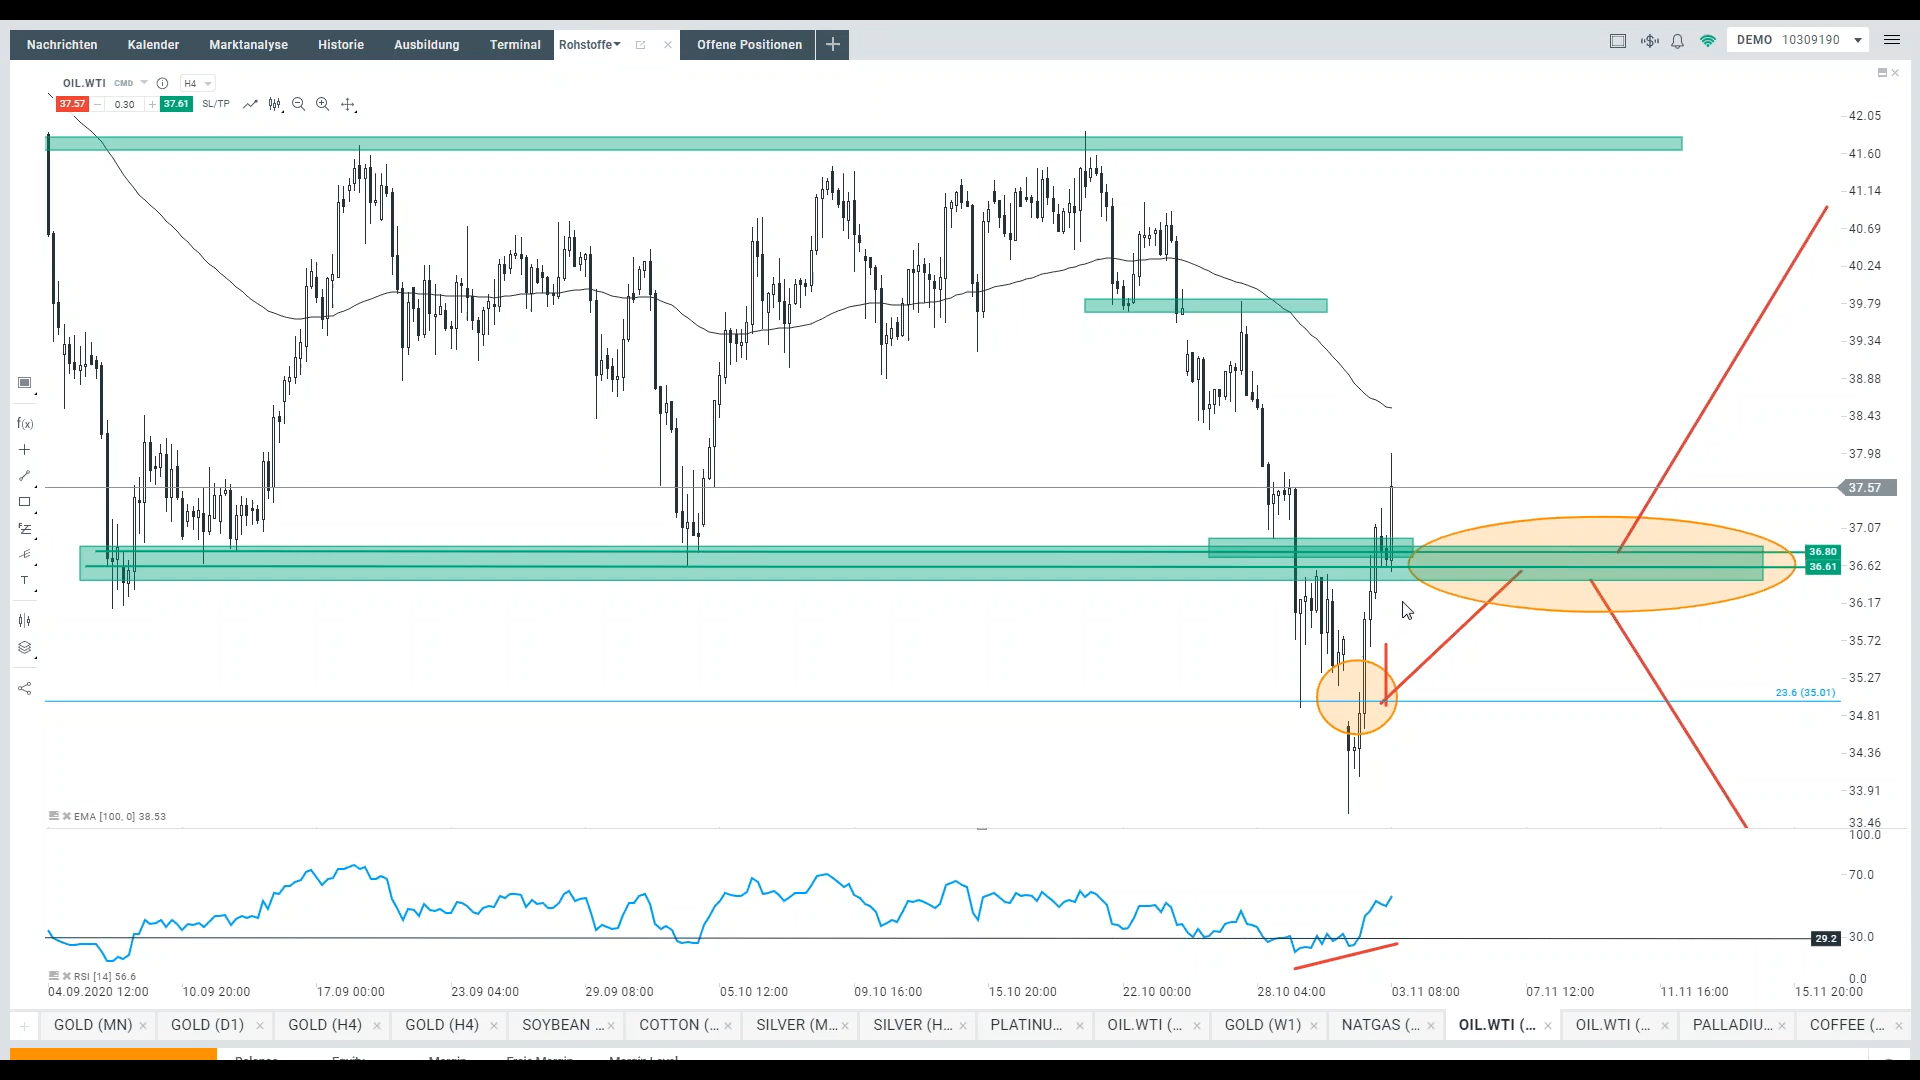 Nachrichten Kalender Marktanalyse Historie Ausbildung Terminal Rohstoffe Offene Positionen DEMO 10309190
OIL.WTI CMD H4
37.57 0.30 37.61 SL/TP
42.05
41.60
41.14
40.69
40.24
39.79
39.34
38.88
38.43
37.98
37.57
37.07
36.80
36.61
36.62
36.17
35.72
35.27
23.6 (35.01)
34.81
34.36
33.91
33.46
f(x)
T
EMA [100, 0] 38.53
100.0
70.0
30.0
29.2
0.0
RSI [14] 56.6
04.09.2020 12:00 10.09 20:00 17.09 00:00 23.09 04:00 29.09 08:00 05.10 12:00 09.10 16:00 15.10 20:00 22.10 00:00 28.10 04:00 03.11 08:00 07.11 12:00 11.11 16:00 15.11 20:00
GOLD (MN) GOLD (D1) GOLD (H4) GOLD (H4) SOYBEAN ... COTTON (... SILVER (M... SILVER (H... PLATINU... OIL.WTI (... GOLD (W1) NATGAS (... OIL.WTI (... OIL.WTI (... PALLADIU... COFFEE (...
Balance Equity Margin Free Margin Margin Level